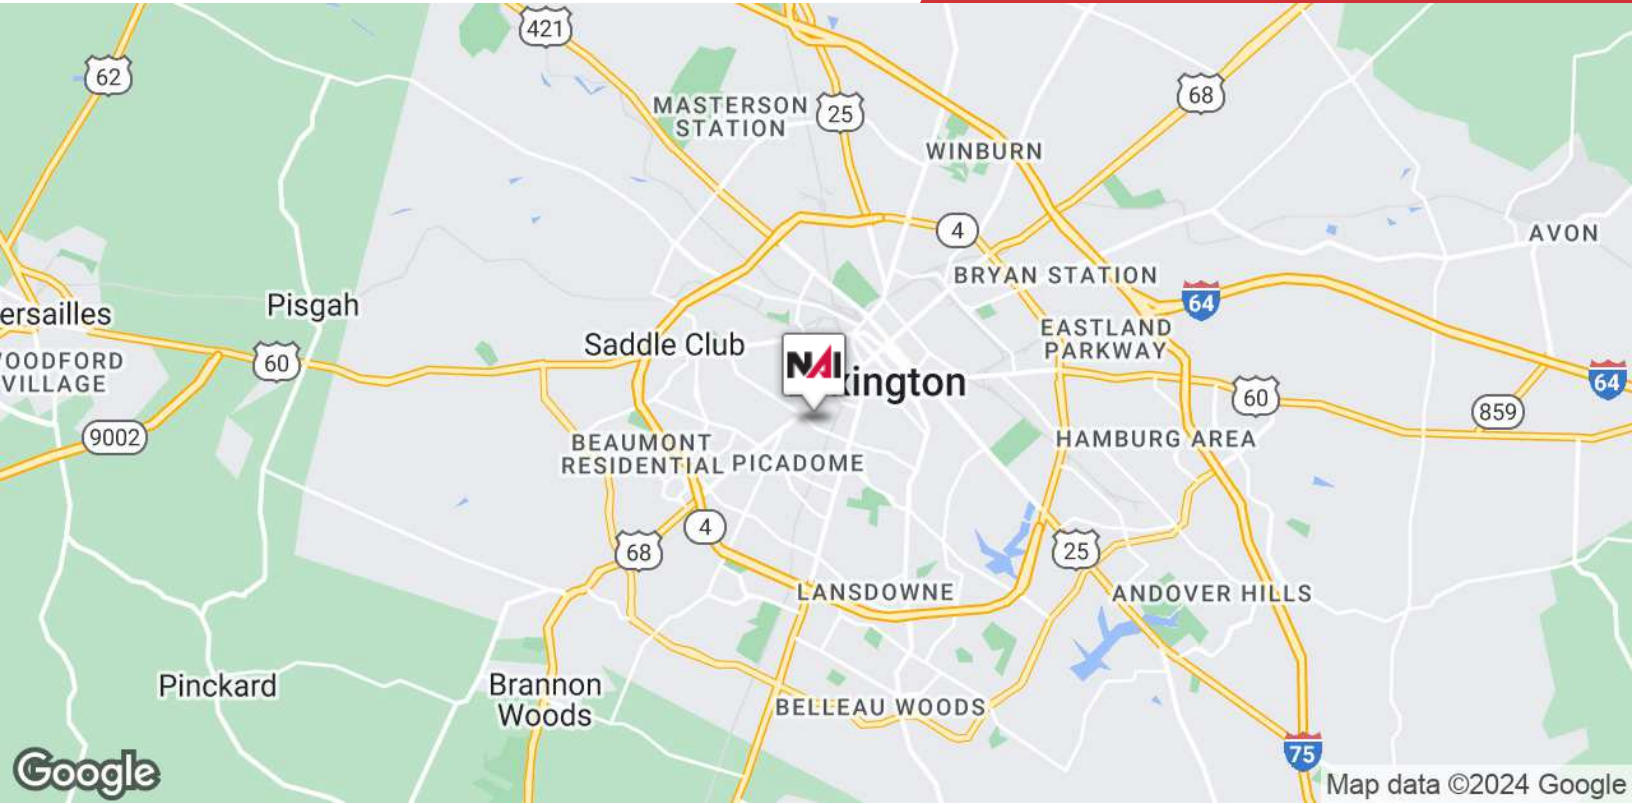 421
62
68
MASTERSON
STATION
25
WINBURN
4
AVON
BRYAN STATION
64
Pisgah
ersailles
EASTLAND
PARKWAY
Saddle Club
60
OODFORD
VILLAGE
NAI
kington
64
60
859
9002
HAMBURG AREA
BEAUMONT
RESIDENTIAL
PICADOME
4
68
25
LANSDOWNE
ANDOVER HILLS
Pinckard
Brannon
Woods
BELLEAU WOODS
75
Google
Map data ©2024 Google